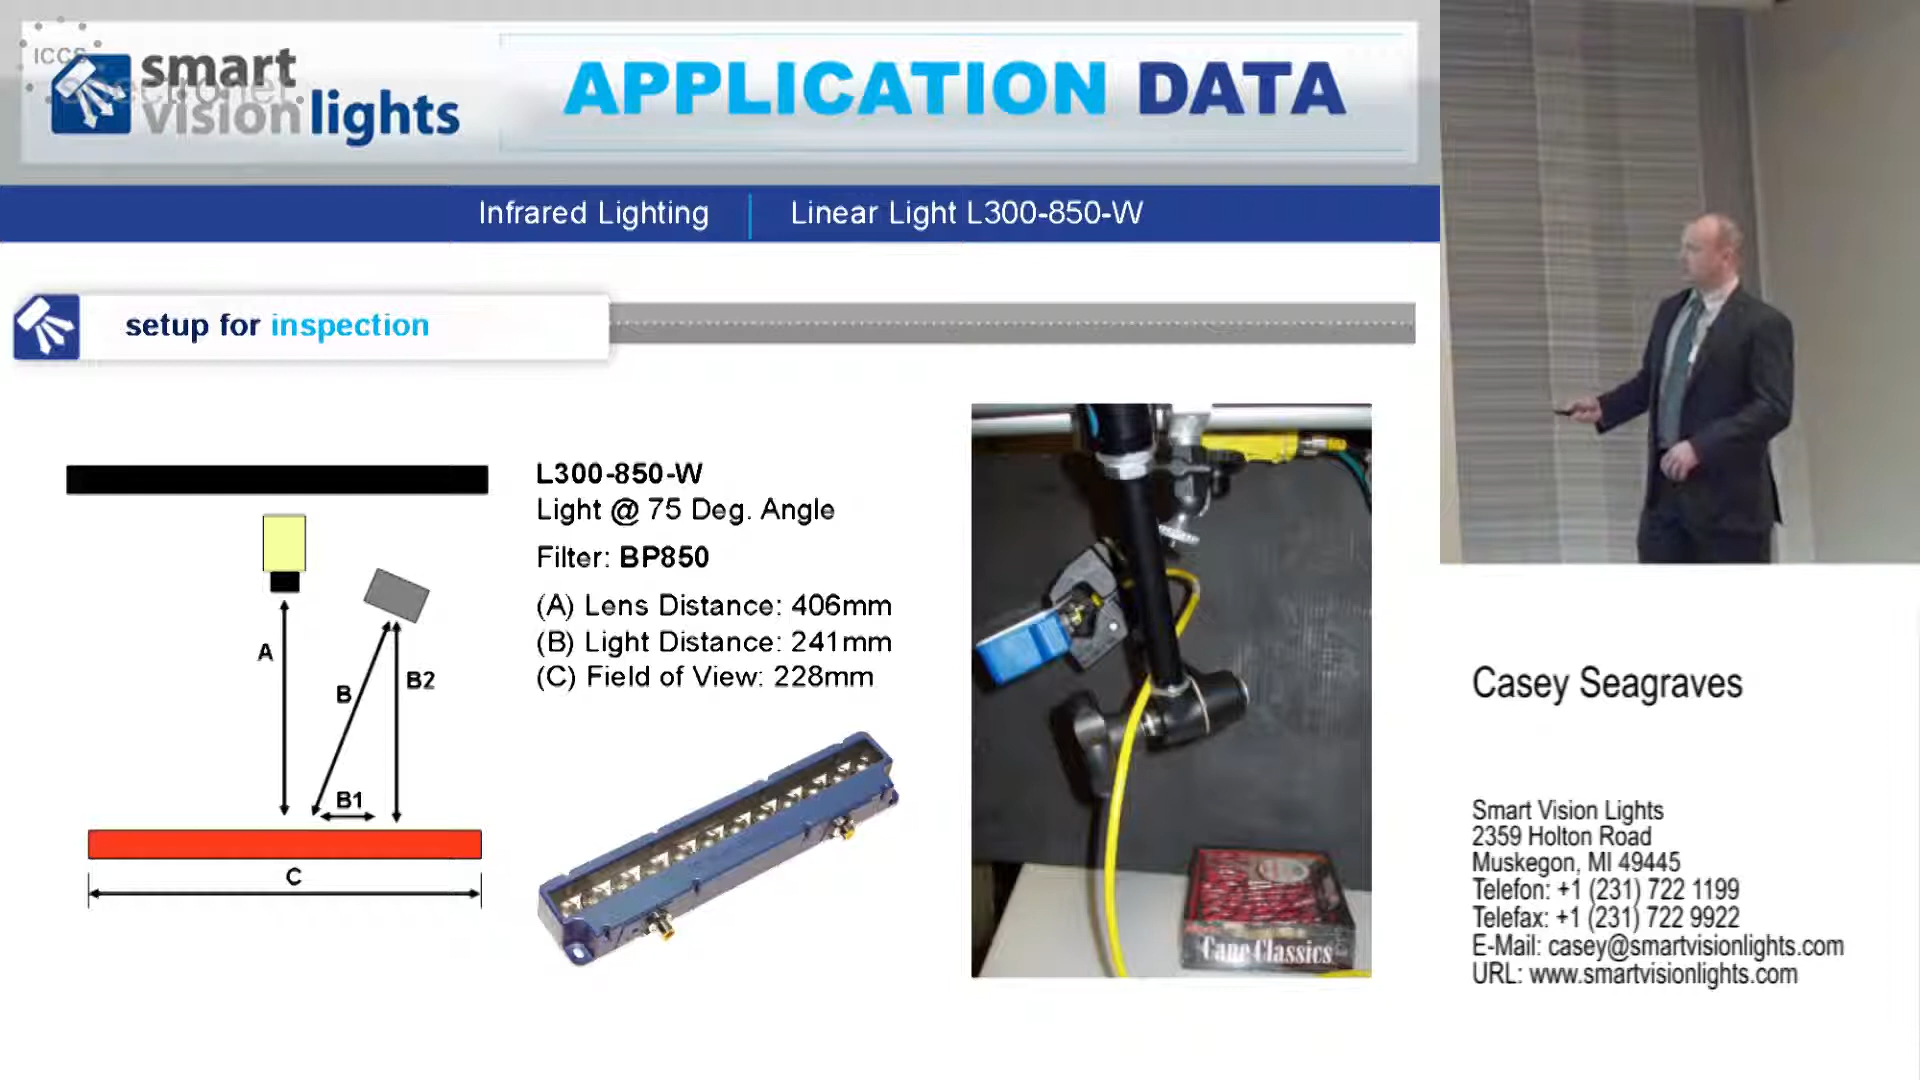 ICCS
spectronet
smart
vision lights
APPLICATION DATA
Infrared Lighting
Linear Light L300-850-W
setup for inspection
L300-850-W
Light @ 75 Deg. Angle
Filter: BP850
(A) Lens Distance: 406mm
(B) Light Distance: 241mm
(C) Field of View: 228mm
A
B
B2
B1
C
Cane Classics
Casey Seagraves
Smart Vision Lights
2359 Holton Road
Muskegon, MI 49445
Telefon: +1 (231) 722 1199
Telefax: +1 (231) 722 9922
E-Mail: casey@smartvisionlights.com
URL: www.smartvisionlights.com